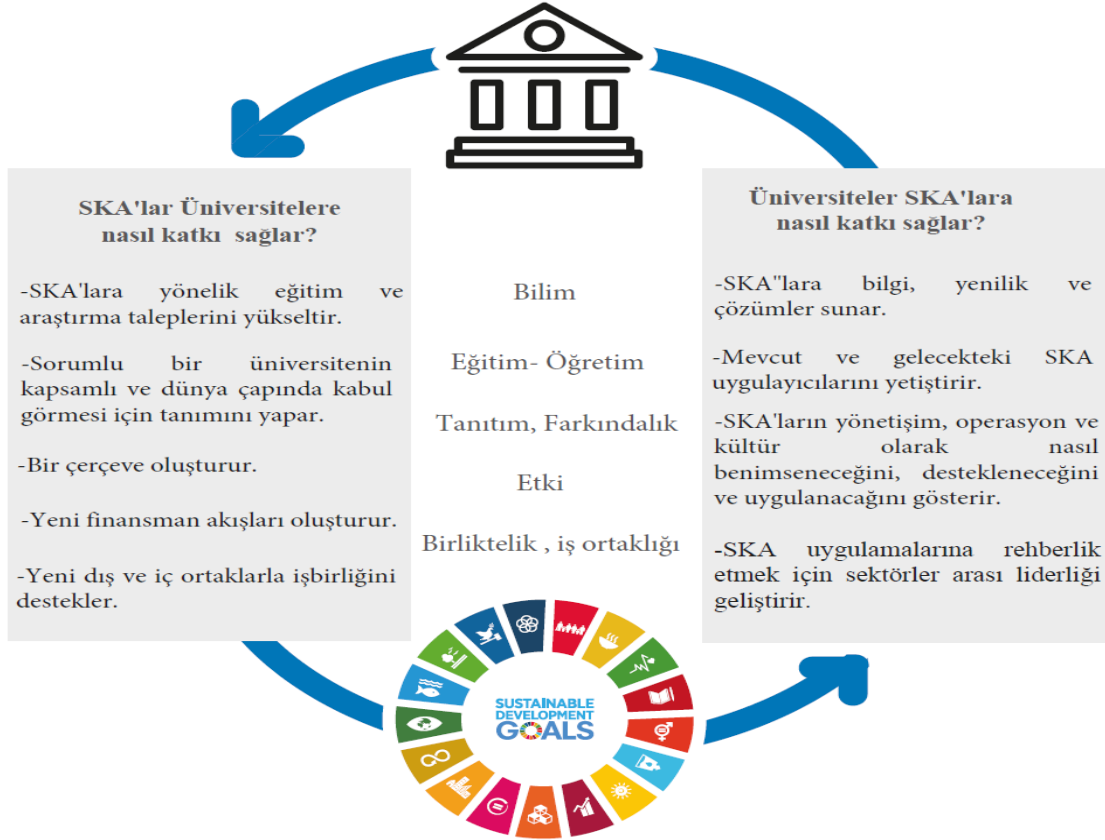 SKA'lar Üniversitelere
nasıl katkı sağlar?
-SKA'lara yönelik eğitim ve
araştırma taleplerini yükseltir.
-Sorumlu bir üniversitenin
kapsamlı ve dünya çapında kabul
görmesi için tanımını yapar.
-Bir çerçeve oluşturur.
-Yeni finansman akışları oluşturur.
-Yeni dış ve iç ortaklarla işbirliğini
destekler.
Bilim
Eğitim- Öğretim
Tanıtım, Farkındalık
Etki
Birliktelik , iş ortaklığı
Üniversiteler SKA'lara
nasıl katkı sağlar?
-SKA"lara bilgi, yenilik ve
çözümler sunar.
-Mevcut ve gelecekteki SKA
uygulayıcılarını yetiştirir.
-SKA'ların yönetişim, operasyon ve
kültür olarak nasıl
benimseneceğini, destekleneceğini
ve uygulanacağını gösterir.
-SKA uygulamalarına rehberlik
etmek için sektörler arası liderliği
geliştirir.
SUSTAINABLE
DEVELOPMENT
GOALS